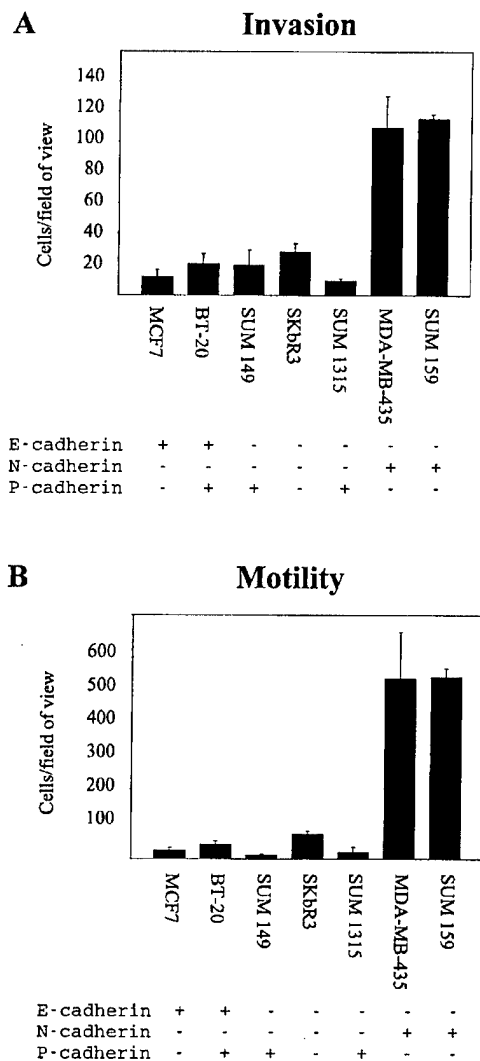 A Invasion
Cells/field of view
140
120
100
80
60
40
20
MCF7
BT-20
SUM 149
SKbR3
SUM 1315
MDA-MB-435
SUM 159
E-cadherin + + - - - - -
N-cadherin - - - - - + +
P-cadherin - + + - + - -
B Motility
Cells/field of view
600
500
400
300
200
100
MCF7
BT-20
SUM 149
SKbR3
SUM 1315
MDA-MB-435
SUM 159
E-cadherin + + - - - - -
N-cadherin - - - - - + +
P-cadherin - + + - + - -